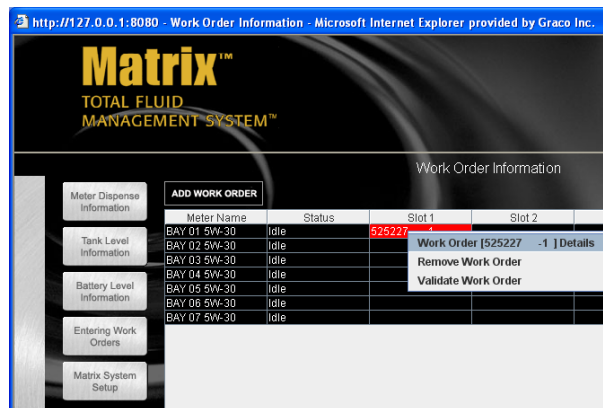 http://127.0.0.1:8080 - Work Order Information - Microsoft Internet Explorer provided by Graco Inc.
Matrix™
TOTAL FLUID
MANAGEMENT SYSTEM™
Work Order Information
Meter Dispense
Information
Tank Level
Information
Battery Level
Information
Entering Work
Orders
Matrix System
Setup
ADD WORK ORDER
Meter Name Status Slot 1 Slot 2
BAY 01 5W-30 Idle 525227 -1
BAY 02 5W-30 Idle
BAY 03 5W-30 Idle
BAY 04 5W-30 Idle
BAY 05 5W-30 Idle
BAY 06 5W-30 Idle
BAY 07 5W-30 Idle
Work Order [525227 -1 ] Details
Remove Work Order
Validate Work Order